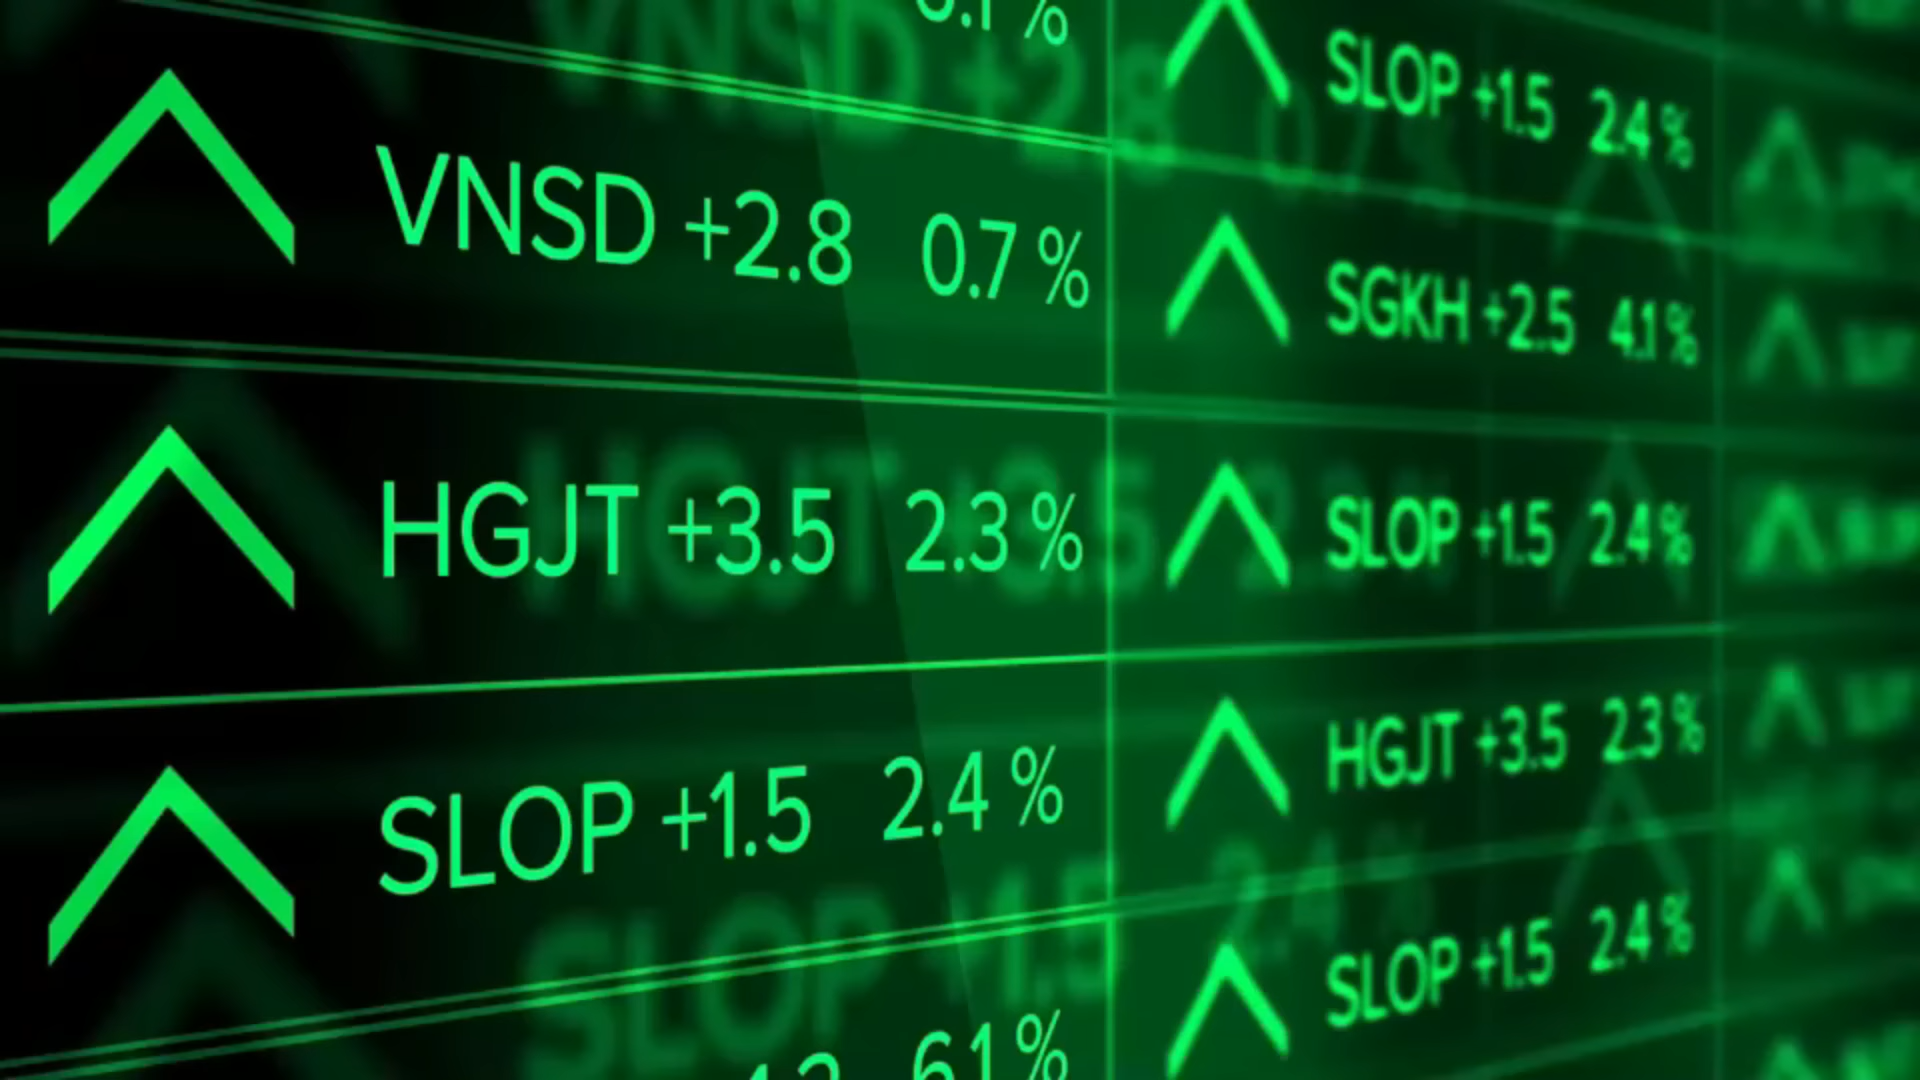 VNSD +2.8 0.7 %
HGJT +3.5 2.3 %
SLOP +1.5 2.4 %
6.1 %
SLOP +1.5 2.4 %
SGKH +2.5 4.1 %
SLOP +1.5 2.4 %
HGJT +3.5 2.3 %
SLOP +1.5 2.4 %